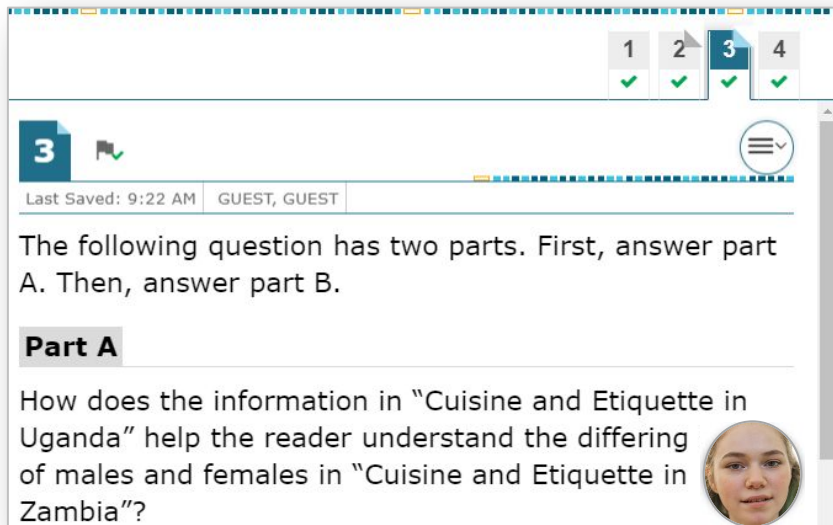 1 2 3 4
3
Last Saved: 9:22 AM GUEST, GUEST
The following question has two parts. First, answer part
A. Then, answer part B.
Part A
How does the information in “Cuisine and Etiquette in
Uganda” help the reader understand the differing
of males and females in “Cuisine and Etiquette in
Zambia”?